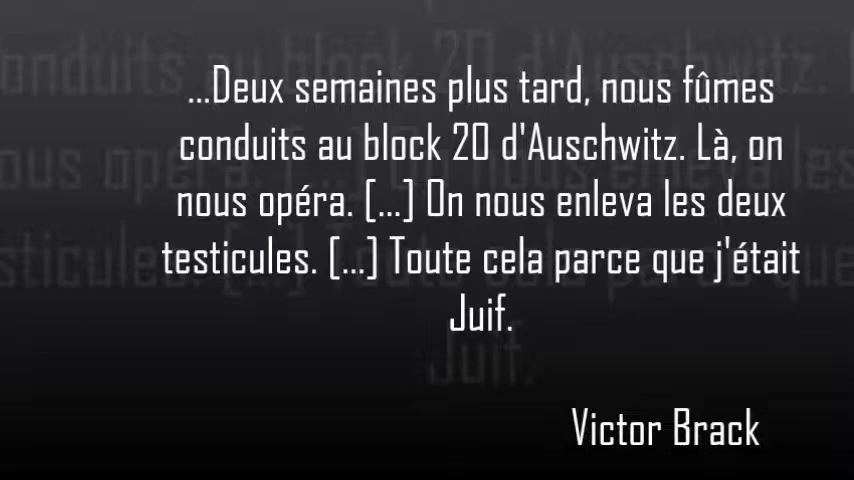 ...Deux semaines plus tard, nous fûmes
conduits au block 20 d'Auschwitz. Là, on
nous opéra. [...] On nous enleva les deux
testicules. [...] Toute cela parce que j'était
Juif.
Victor Brack